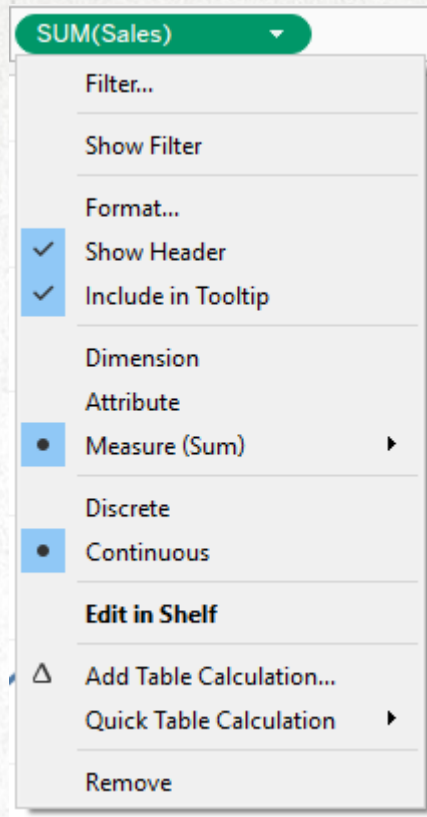 SUM(Sales)
Filter...
Show Filter
Format...
Show Header
Include in Tooltip
Dimension
Attribute
Measure (Sum)
Discrete
Continuous
Edit in Shelf
Add Table Calculation...
Quick Table Calculation
Remove